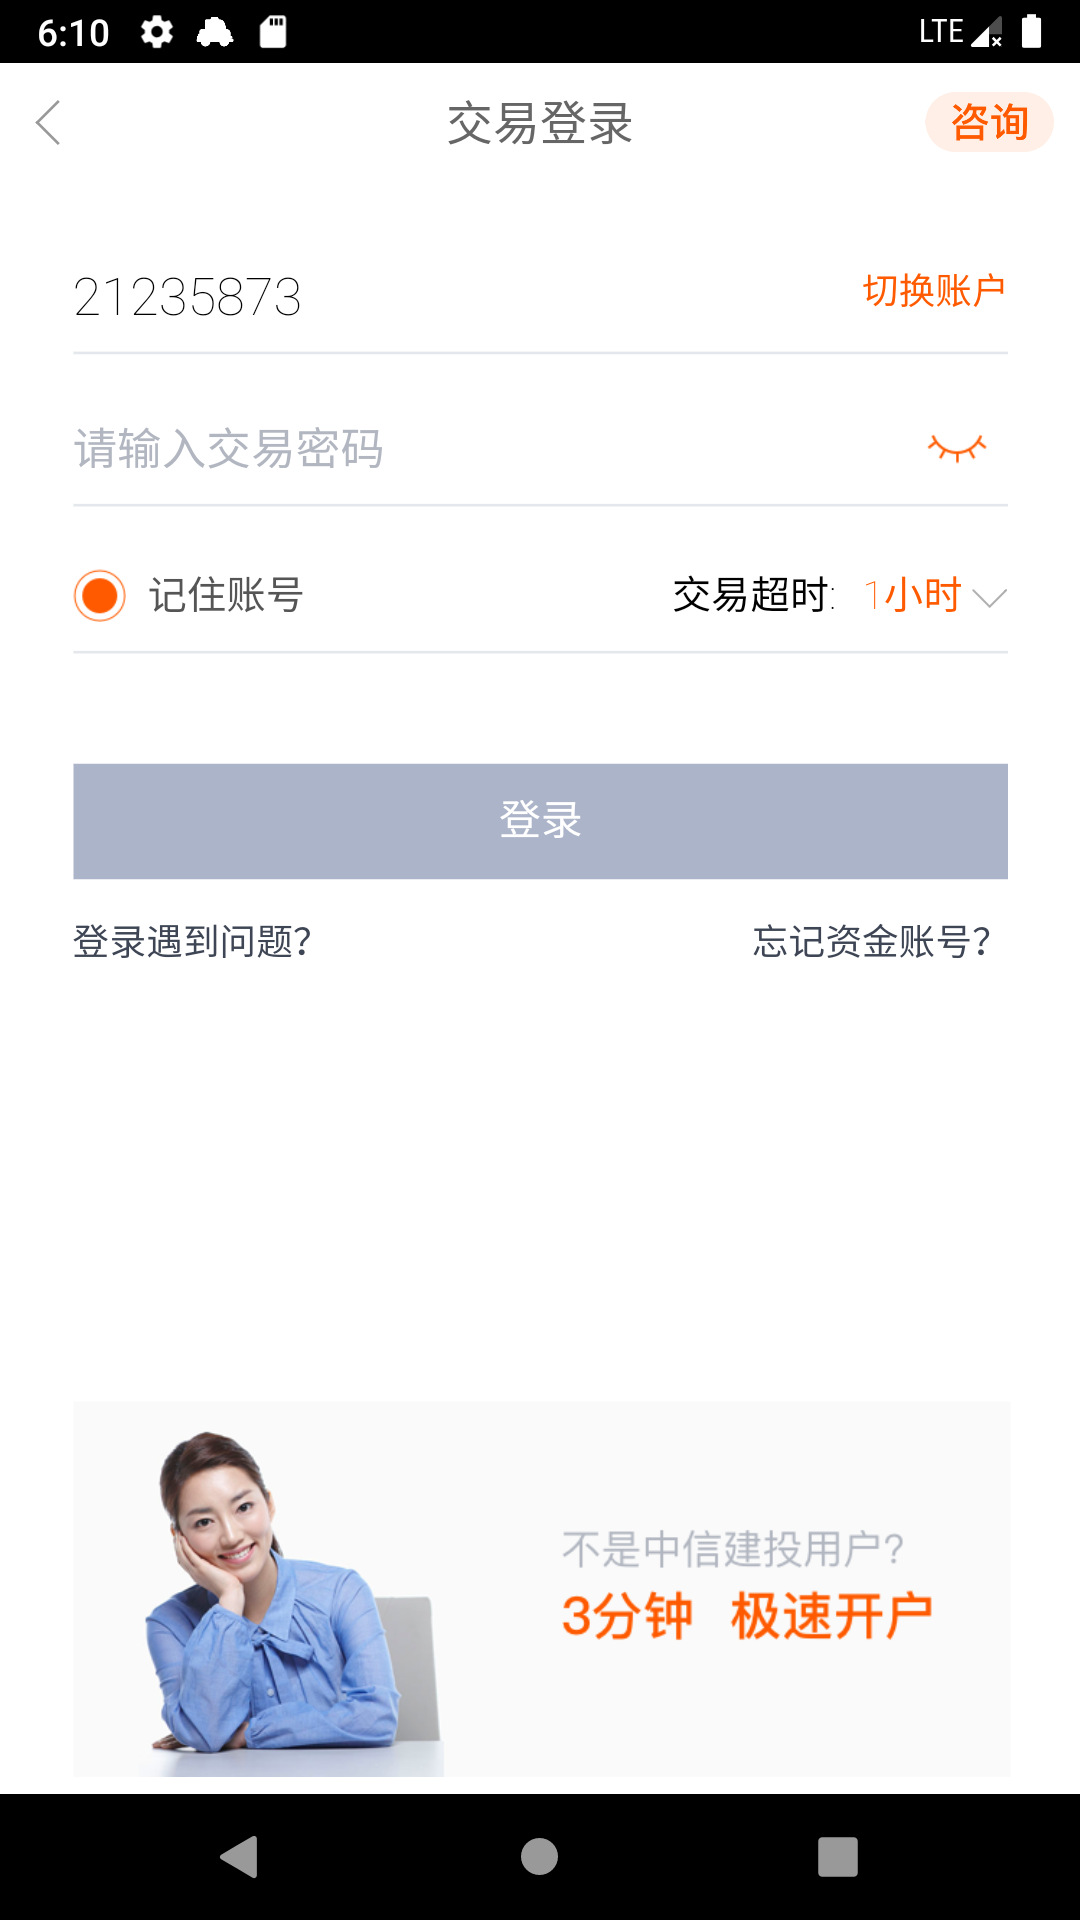 6:10
LTE
交易登录
咨询
21235873
切换账户
请输入交易密码
记住账号
交易超时:
1小时
登录
登录遇到问题?
忘记资金账号?
不是中信建投用户?
3分钟 极速开户